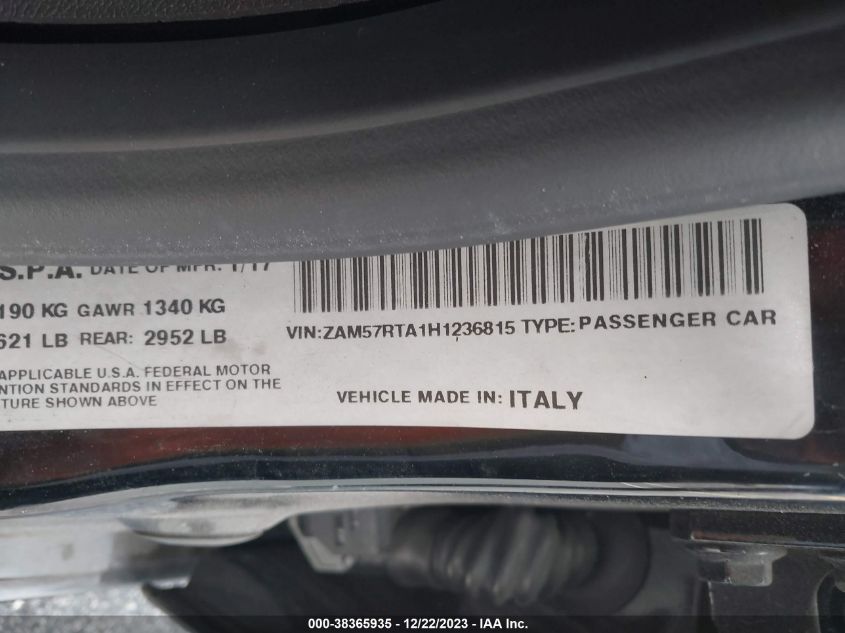 S.P.A. DATE OF MFR: 1/17
190 KG GAWR 1340 KG
621 LB REAR: 2952 LB
APPLICABLE U.S.A. FEDERAL MOTOR
NTION STANDARDS IN EFFECT ON THE
TURE SHOWN ABOVE
VIN:ZAM57RTA1H1236815 TYPE:PASSENGER CAR
VEHICLE MADE IN: ITALY
000-38365935 - 12/22/2023 - IAA Inc.